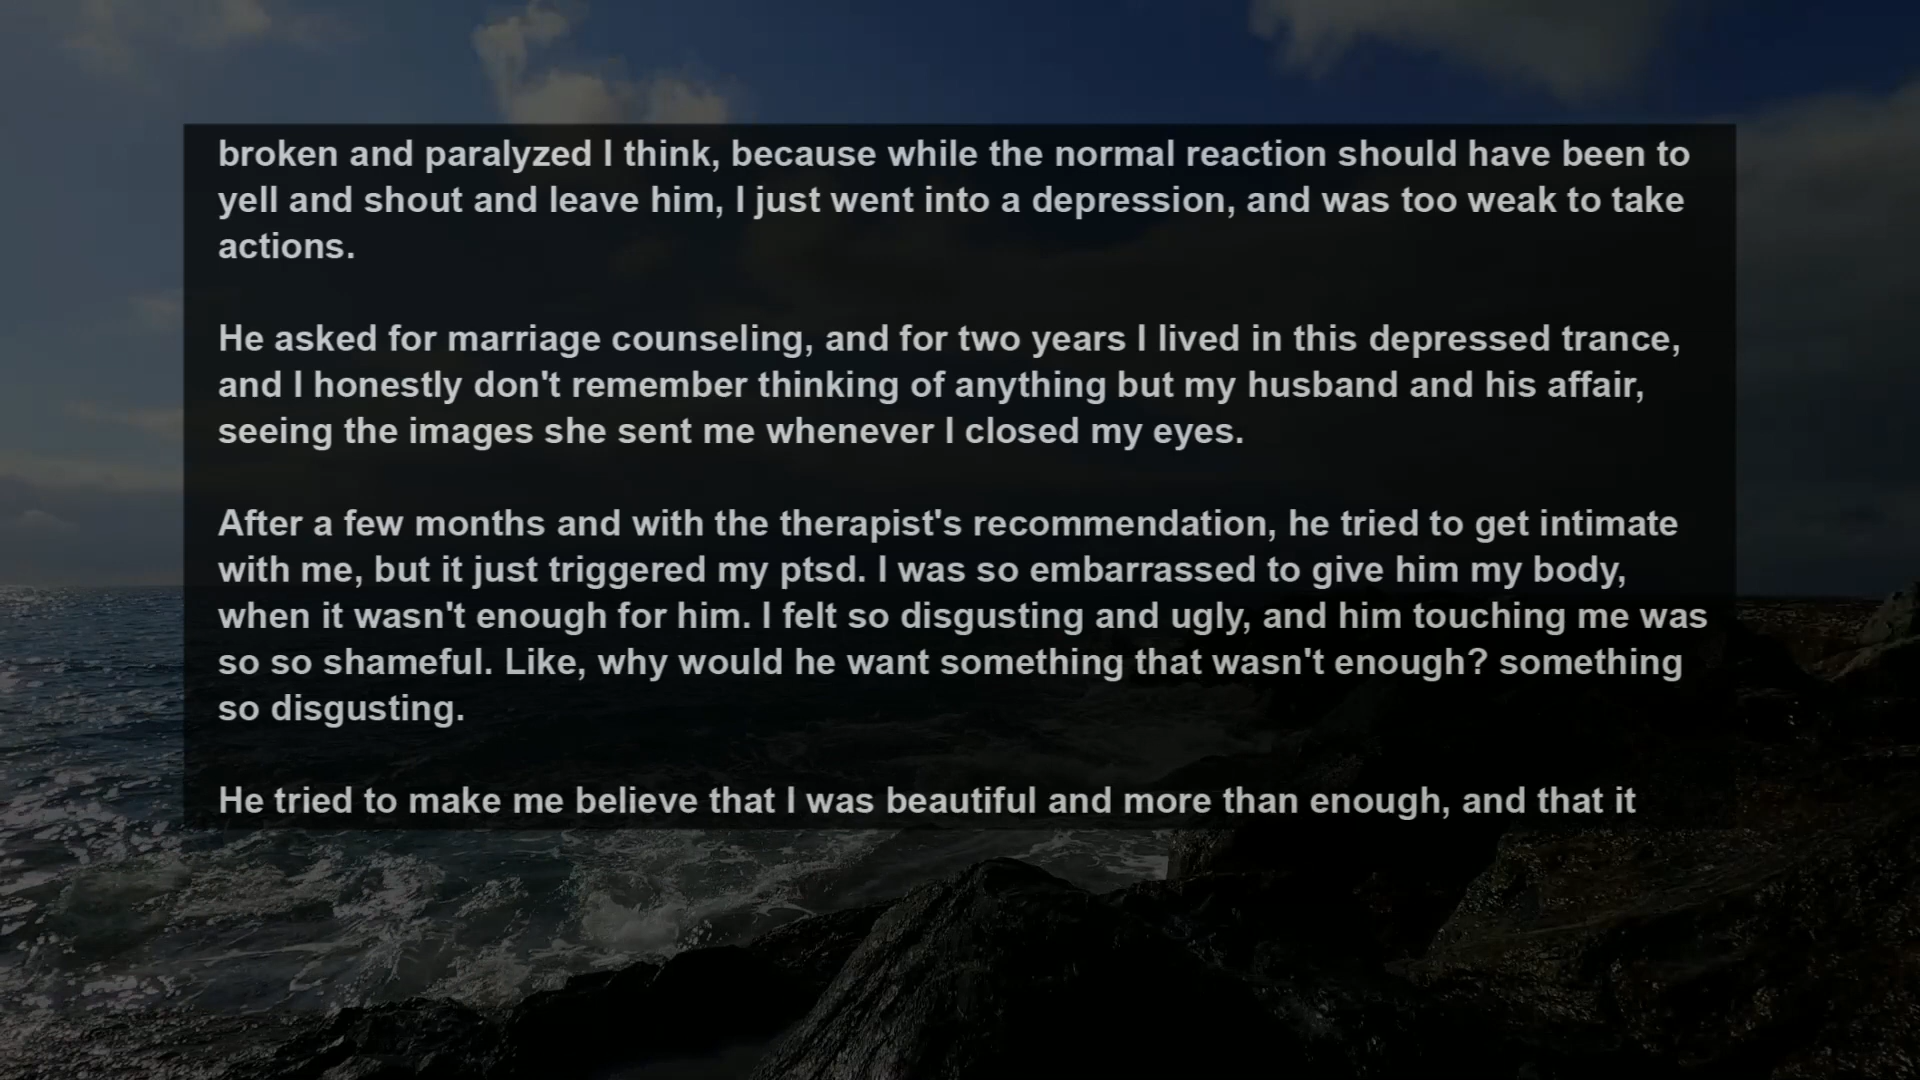 broken and paralyzed I think, because while the normal reaction should have been to
yell and shout and leave him, I just went into a depression, and was too weak to take
actions.
He asked for marriage counseling, and for two years I lived in this depressed trance,
and I honestly don't remember thinking of anything but my husband and his affair,
seeing the images she sent me whenever I closed my eyes.
After a few months and with the therapist's recommendation, he tried to get intimate
with me, but it just triggered my ptsd. I was so embarrassed to give him my body,
when it wasn't enough for him. I felt so disgusting and ugly, and him touching me was
so so shameful. Like, why would he want something that wasn't enough? something
so disgusting.
He tried to make me believe that I was beautiful and more than enough, and that it